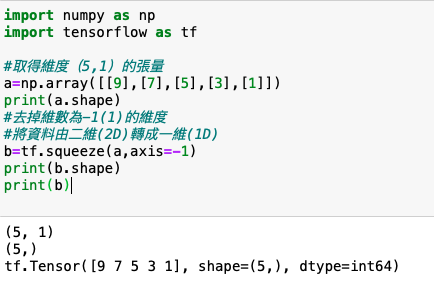 import numpy as np
import tensorflow as tf
#取得維度（5,1）的張量
a=np.array([[9],[7],[5],[3],[1]])
print(a.shape)
#去掉維數為-1(1)的維度
#將資料由二維(2D)轉成一維(1D)
b=tf.squeeze(a,axis=-1)
print(b.shape)
print(b)
(5, 1)
(5,)
tf.Tensor([9 7 5 3 1], shape=(5,), dtype=int64)